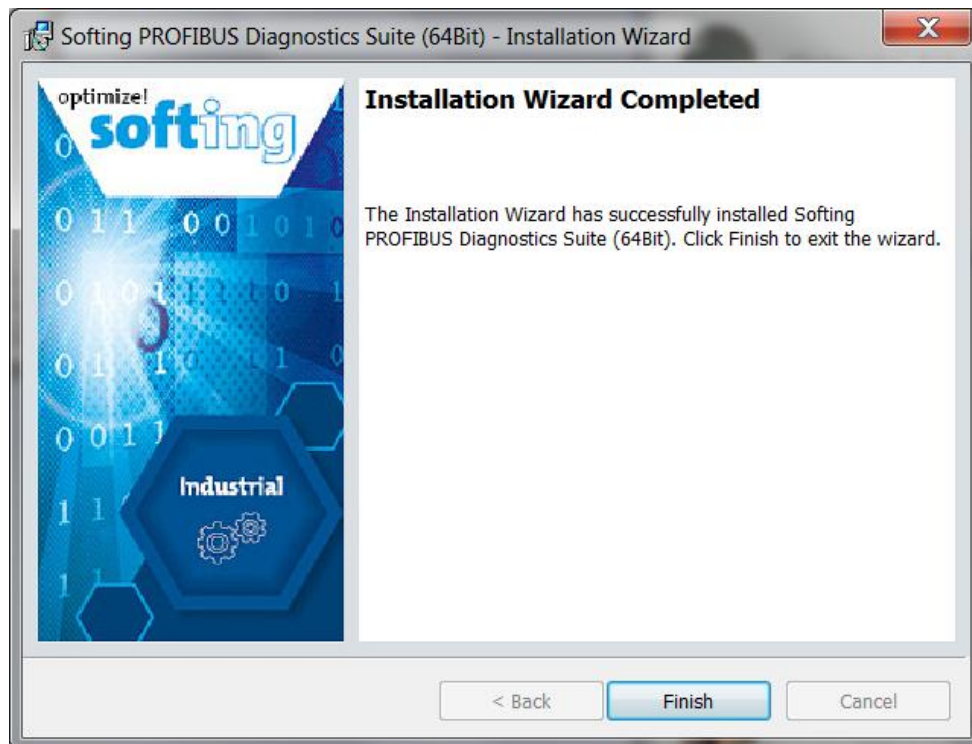 Softing PROFIBUS Diagnostics Suite (64Bit) - Installation Wizard
optimize!
softing
Installation Wizard Completed
The Installation Wizard has successfully installed Softing
PROFIBUS Diagnostics Suite (64Bit). Click Finish to exit the wizard.
Industrial
< Back
Finish
Cancel